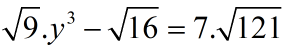 √9.y³ − √16 = 7.√121